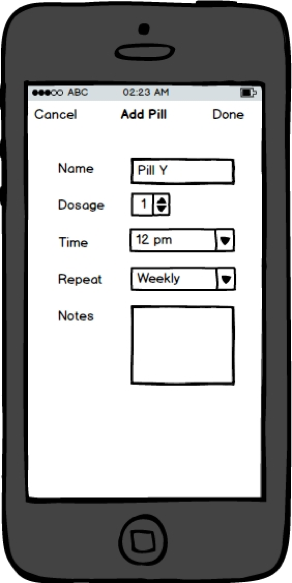 ABC 02:23 AM
Cancel Add Pill Done
Name Pill Y
Dosage 1
Time 12 pm
Repeat Weekly
Notes